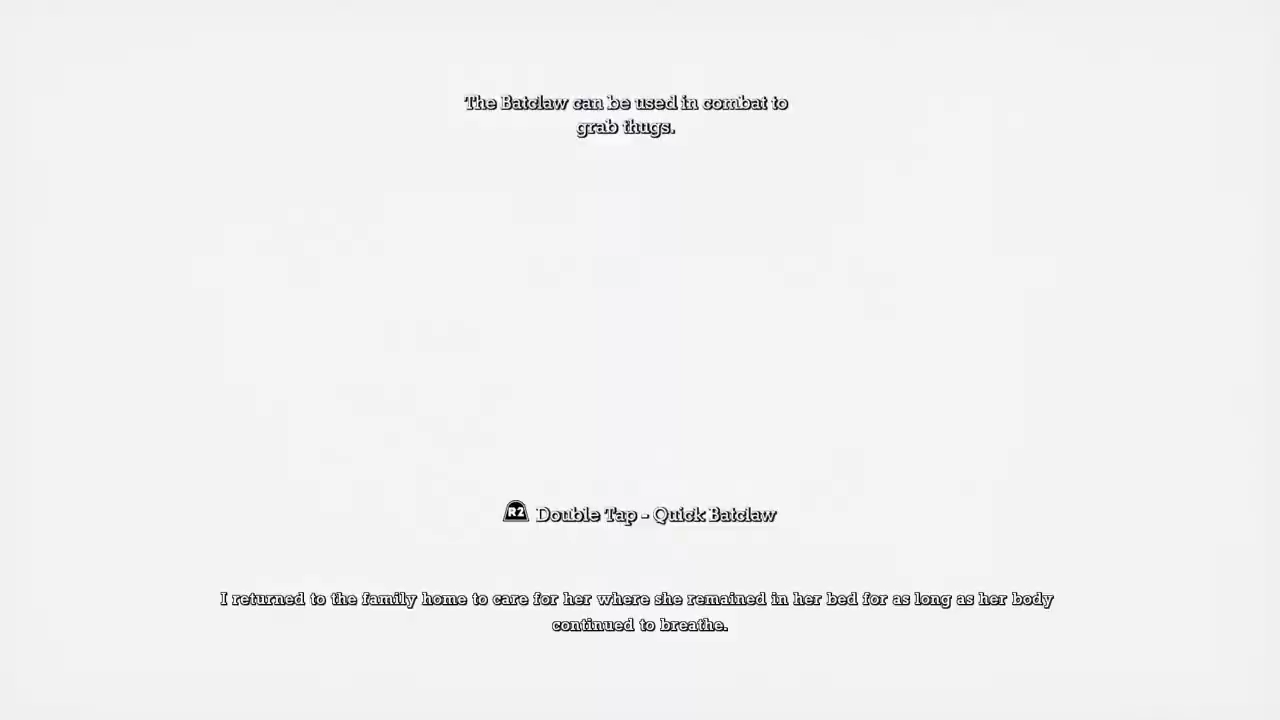 The Batclaw can be used in combat to
grab thugs.
R2 Double Tap - Quick Batclaw
I returned to the family home to care for her where she remained in her bed for as long as her body
continued to breathe.